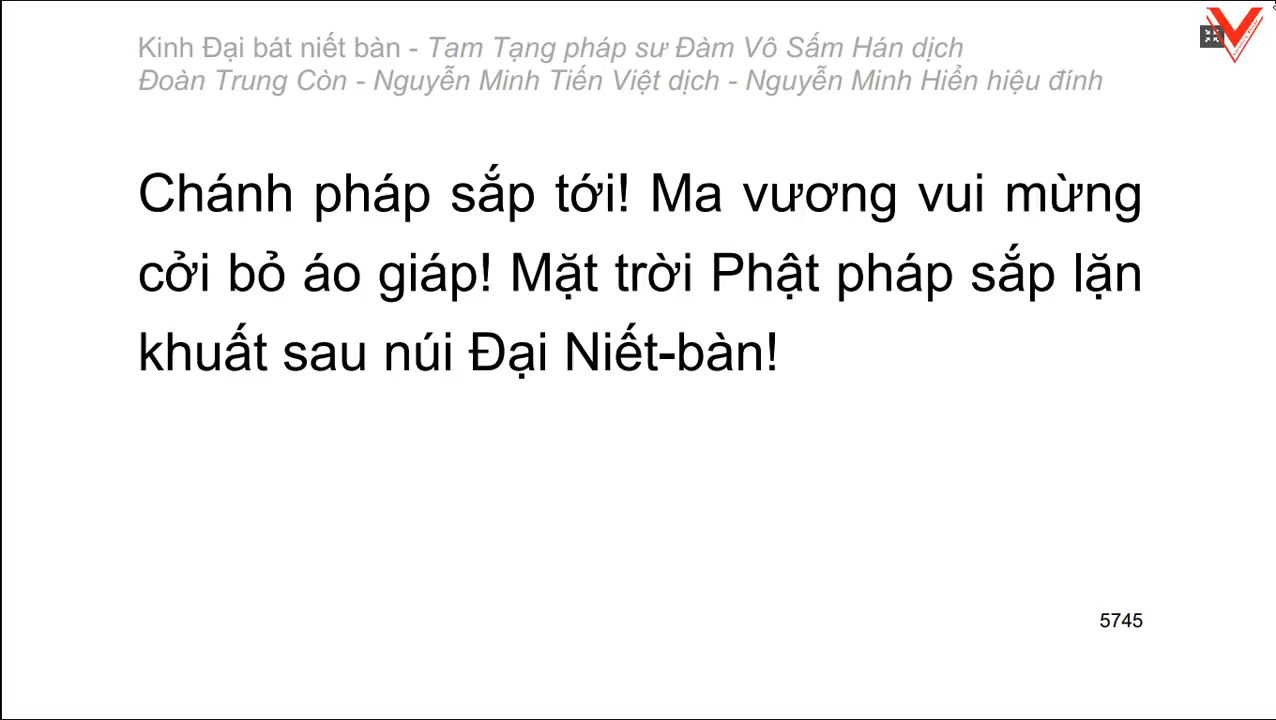 Kinh Đại bát niết bàn - Tam Tạng pháp sư Đàm Vô Sấm Hán dịch
Đoàn Trung Còn - Nguyễn Minh Tiến Việt dịch - Nguyễn Minh Hiển hiệu đính
Chánh pháp sắp tới! Ma vương vui mừng
cởi bỏ áo giáp! Mặt trời Phật pháp sắp lặn
khuất sau núi Đại Niết-bàn!
5745